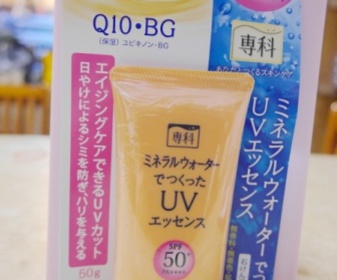 Q10•BG
(保湿) ユビキノン・BG
専科
エイジングケアできるUVカット
日やけによるシミを防ぎ、ハリを与える
50g
専科
ミネラルウォーター
でつくった
UV
エッセンス
SPF
50+
PA++++
ミネラルウォーターでつ
UVエッセンス